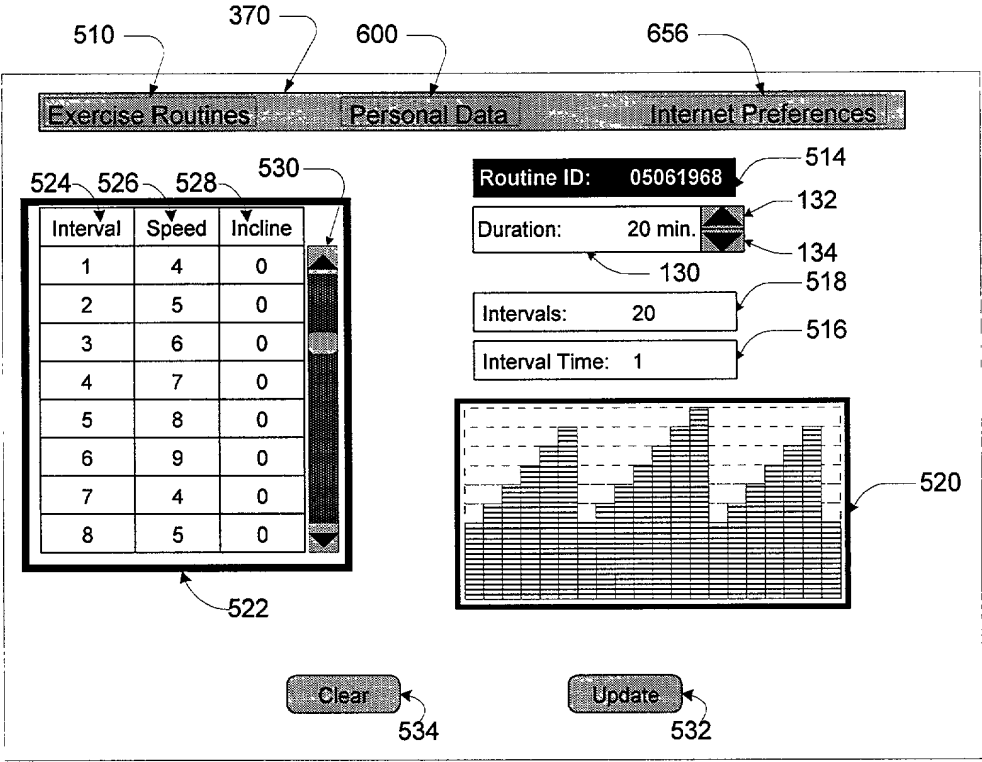 510 370 600 656
Exercise Routines Personal Data Internet Preferences
524 526 528 530
Interval Speed Incline
1 4 0
2 5 0
3 6 0
4 7 0
5 8 0
6 9 0
7 4 0
8 5 0
522
Routine ID: 05061968
514
Duration: 20 min.
132
134
130
Intervals: 20
518
Interval Time: 1
516
520
Clear
534
Update
532